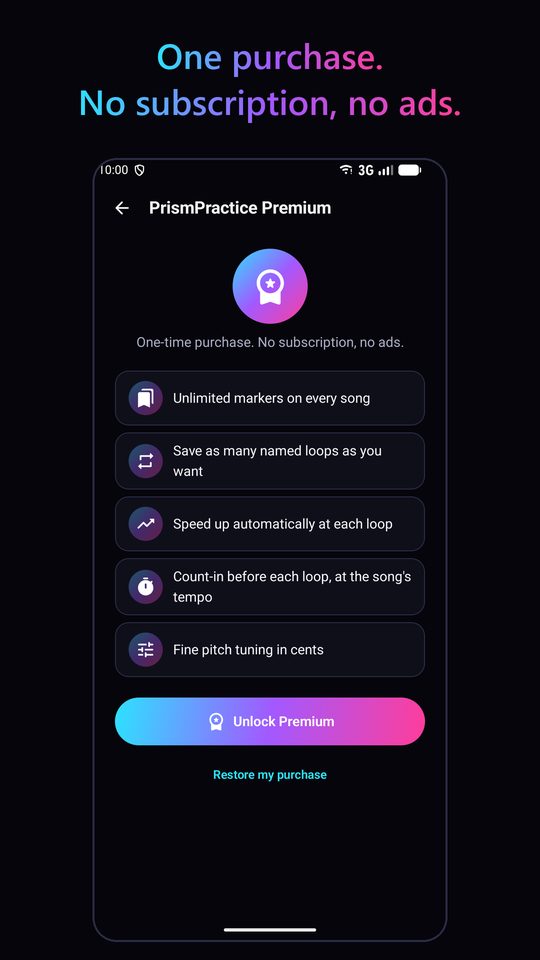 One purchase.
No subscription, no ads.
10:00
3G
PrismPractice Premium
One-time purchase. No subscription, no ads.
Unlimited markers on every song
Save as many named loops as you
want
Speed up automatically at each loop
Count-in before each loop, at the song's
tempo
Fine pitch tuning in cents
Unlock Premium
Restore my purchase